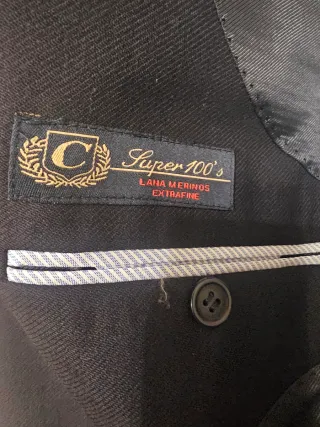 C
Super 100's
LANA MERINOS
EXTRAFINE